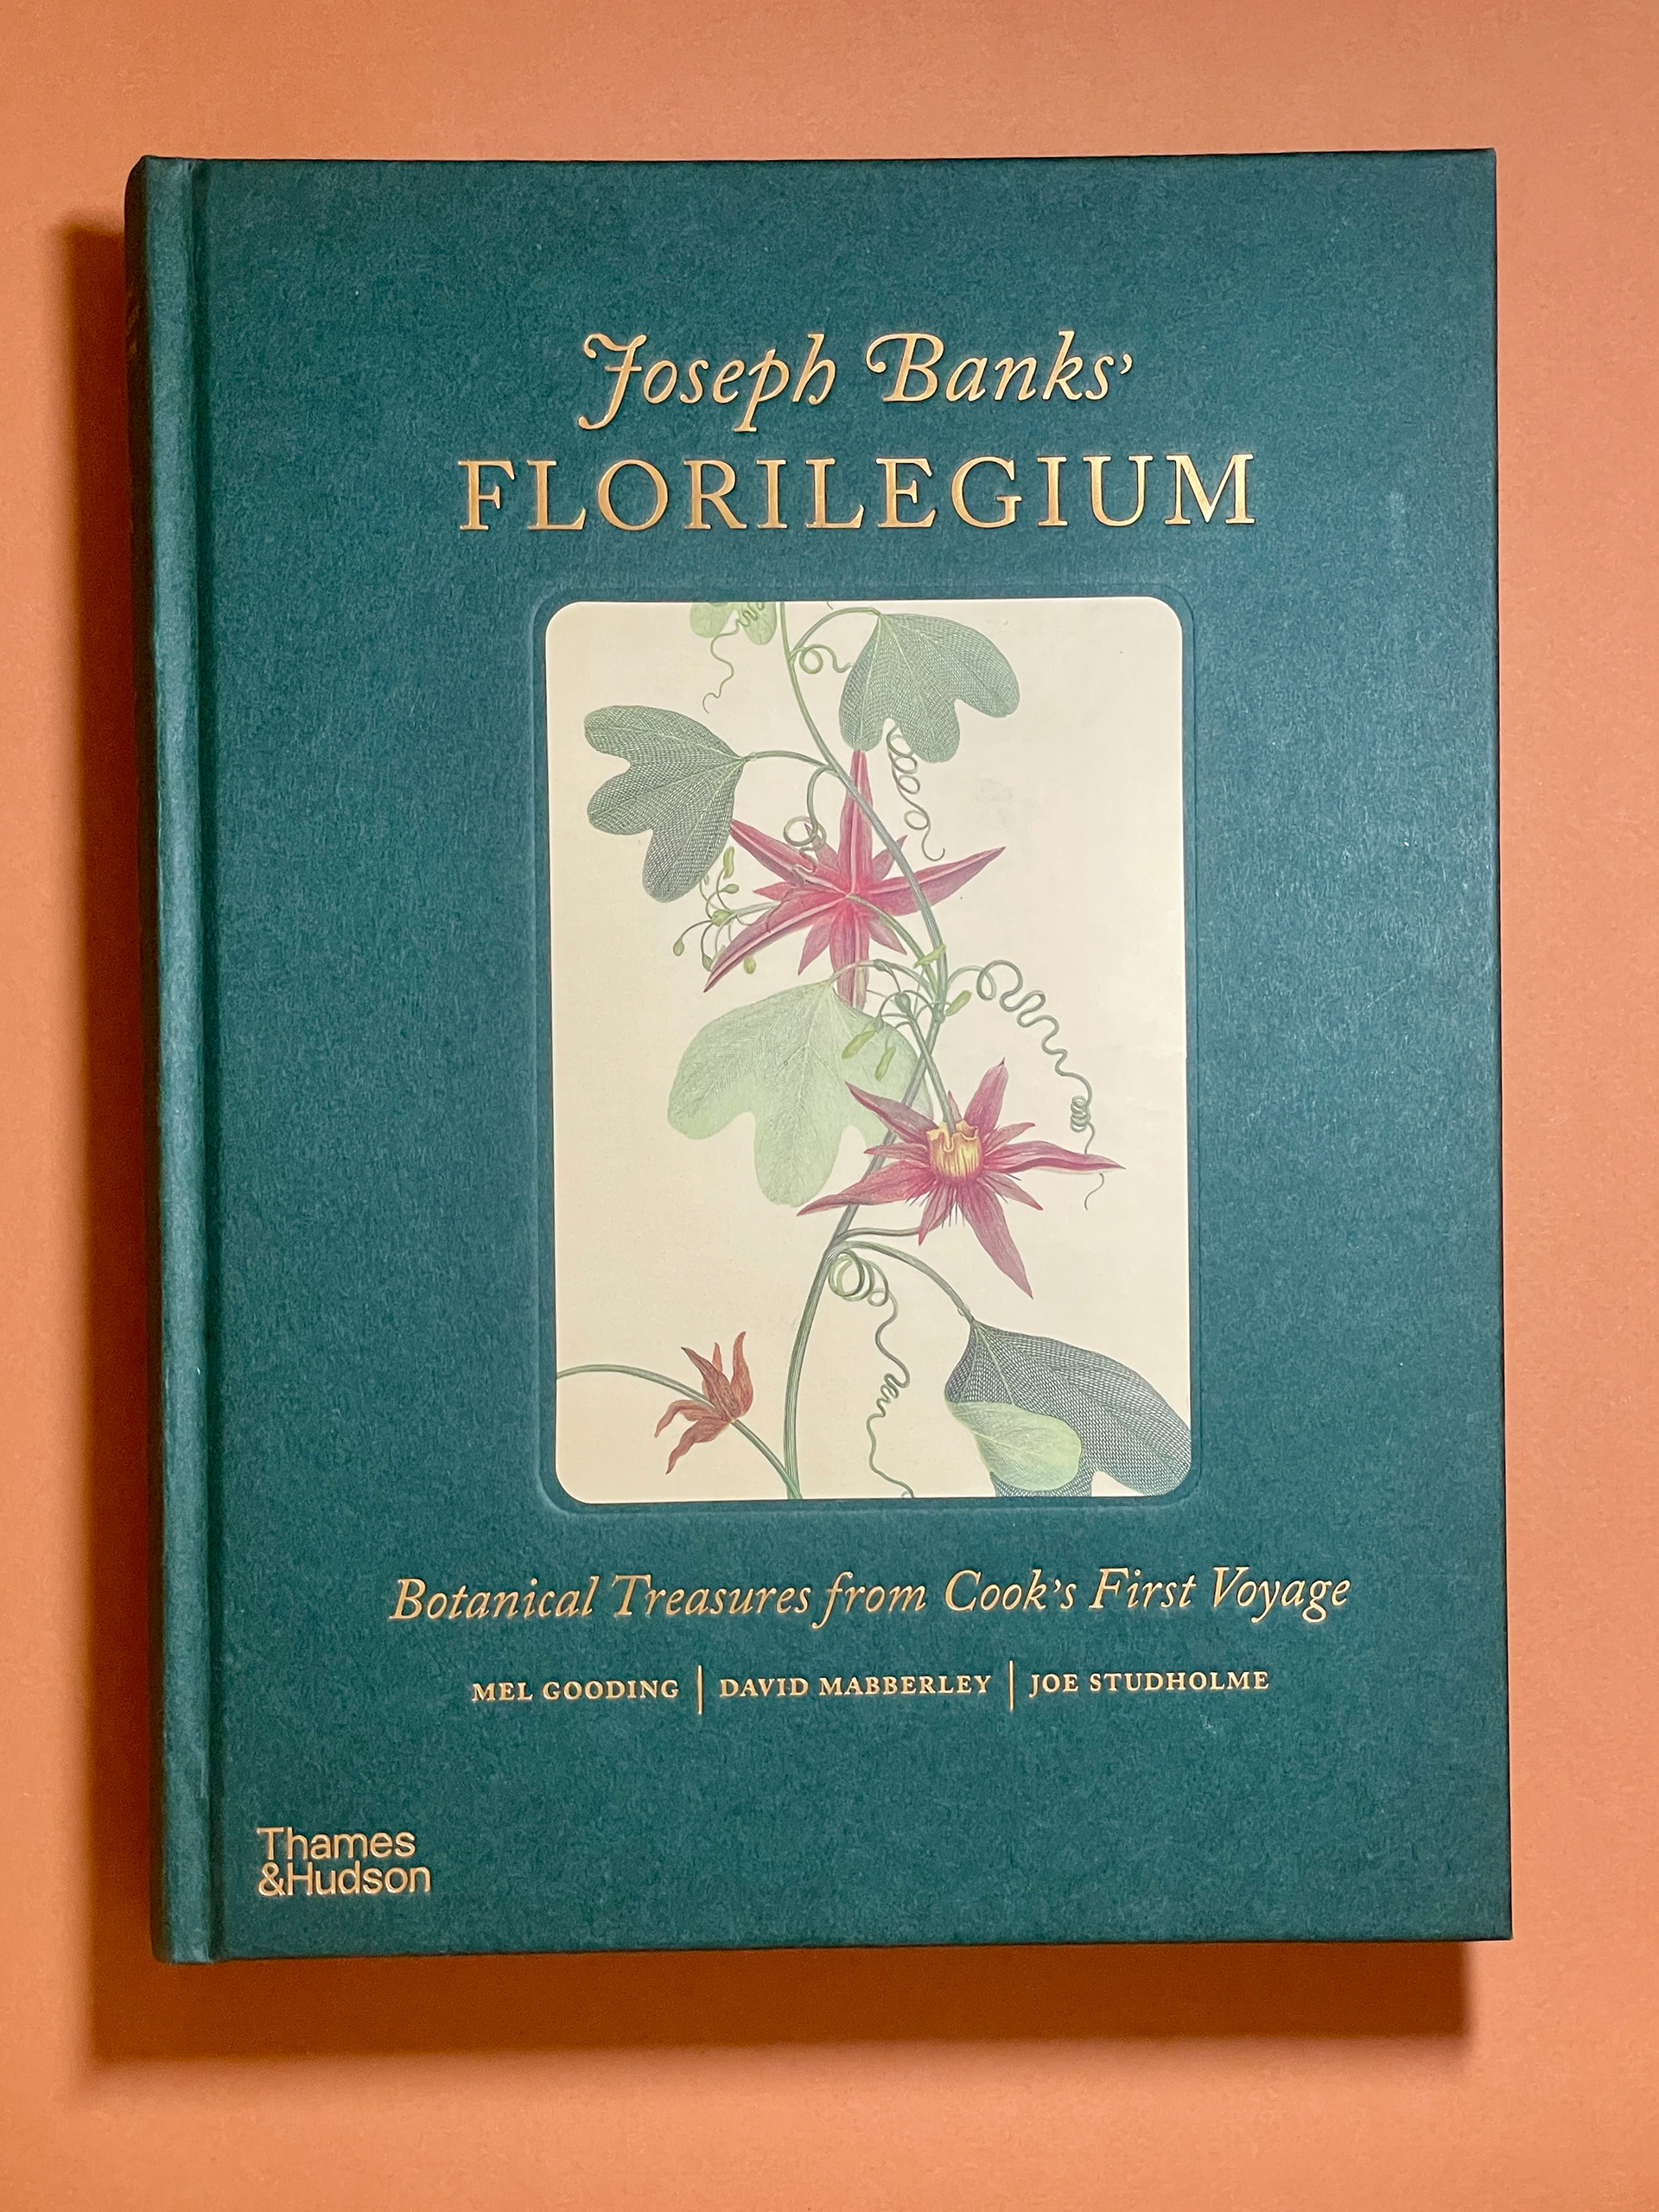 Joseph Banks’
FLORILEGIUM
Botanical Treasures from Cook’s First Voyage
MEL GOODING | DAVID MABBERLEY | JOE STUDHOLME
Thames
&Hudson